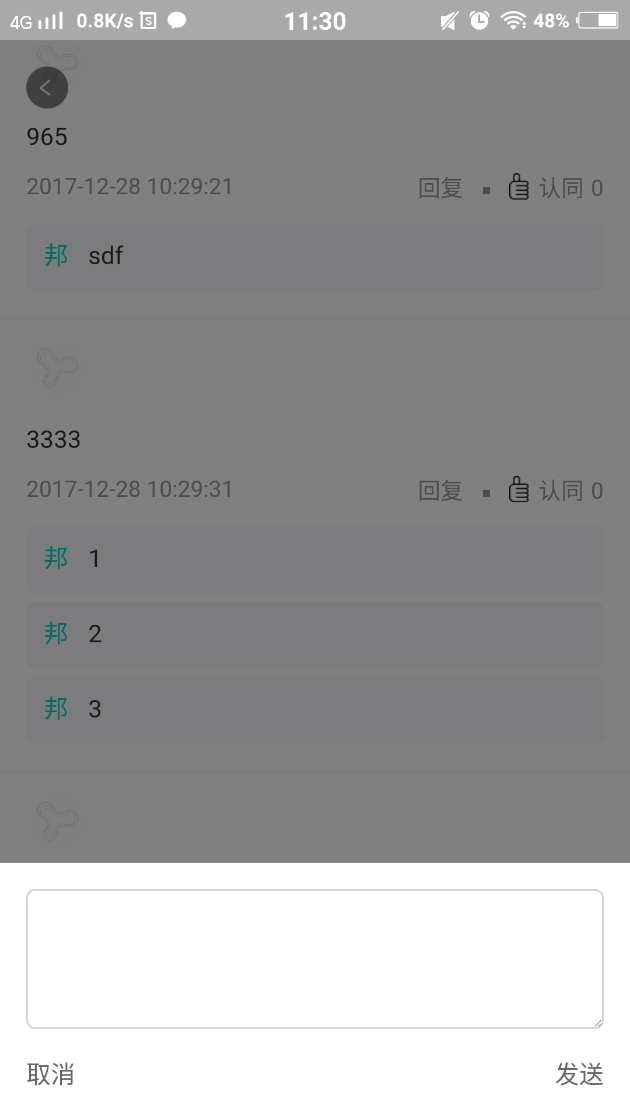 4G 0.8K/s 11:30 48%
965
2017-12-28 10:29:21 回复 认同 0
邦 sdf
3333
2017-12-28 10:29:31 回复 认同 0
邦 1
邦 2
邦 3
取消 发送